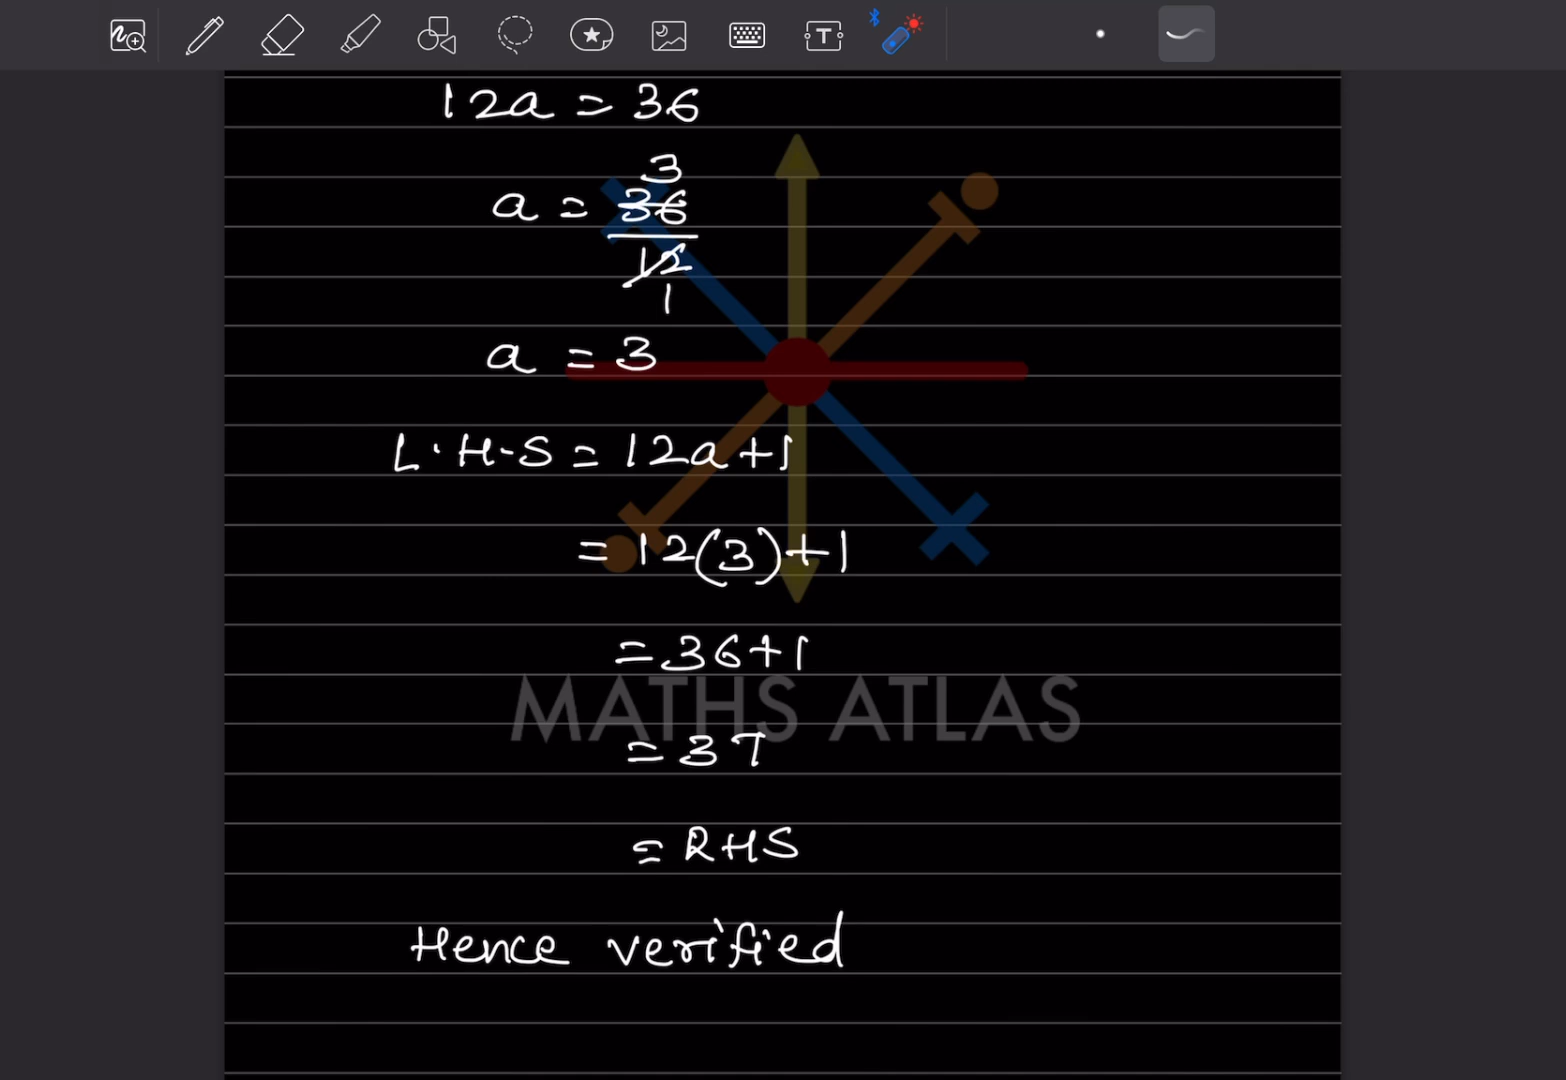 12a = 36
3
a = 36
12
1
a = 3
L.H.S = 12a+1
= 12(3)+1
= 36+1
MATHS ATLAS
= 37
= RHS
Hence verified